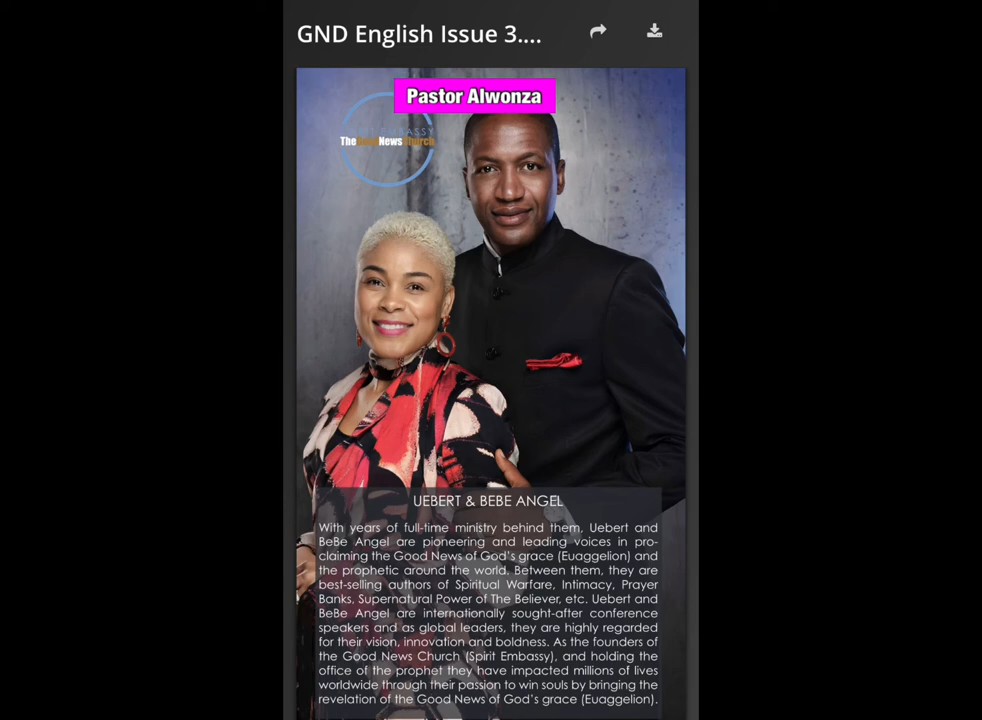 GND English Issue 3....
Pastor Alwonza
TheGoodNewsChurch
UEBERT & BEBE ANGEL
With years of full-time ministry behind them, Uebert and
BeBe Angel are pioneering and leading voices in pro-
claiming the Good News of God's grace (Euaggelion) and
the prophetic around the world. Between them, they are
best-selling authors of Spiritual Warfare, Intimacy, Prayer
Banks, Supernatural Power of The Believer, etc. Uebert and
BeBe Angel are internationally sought-after conference
speakers and as global leaders, they are highly regarded
for their vision, innovation and boldness. As the founders of
the Good News Church (Spirit Embassy), and holding the
office of the prophet they have impacted millions of lives
worldwide through their passion to win souls by bringing the
revelation of the Good News of God's grace (Euaggelion).